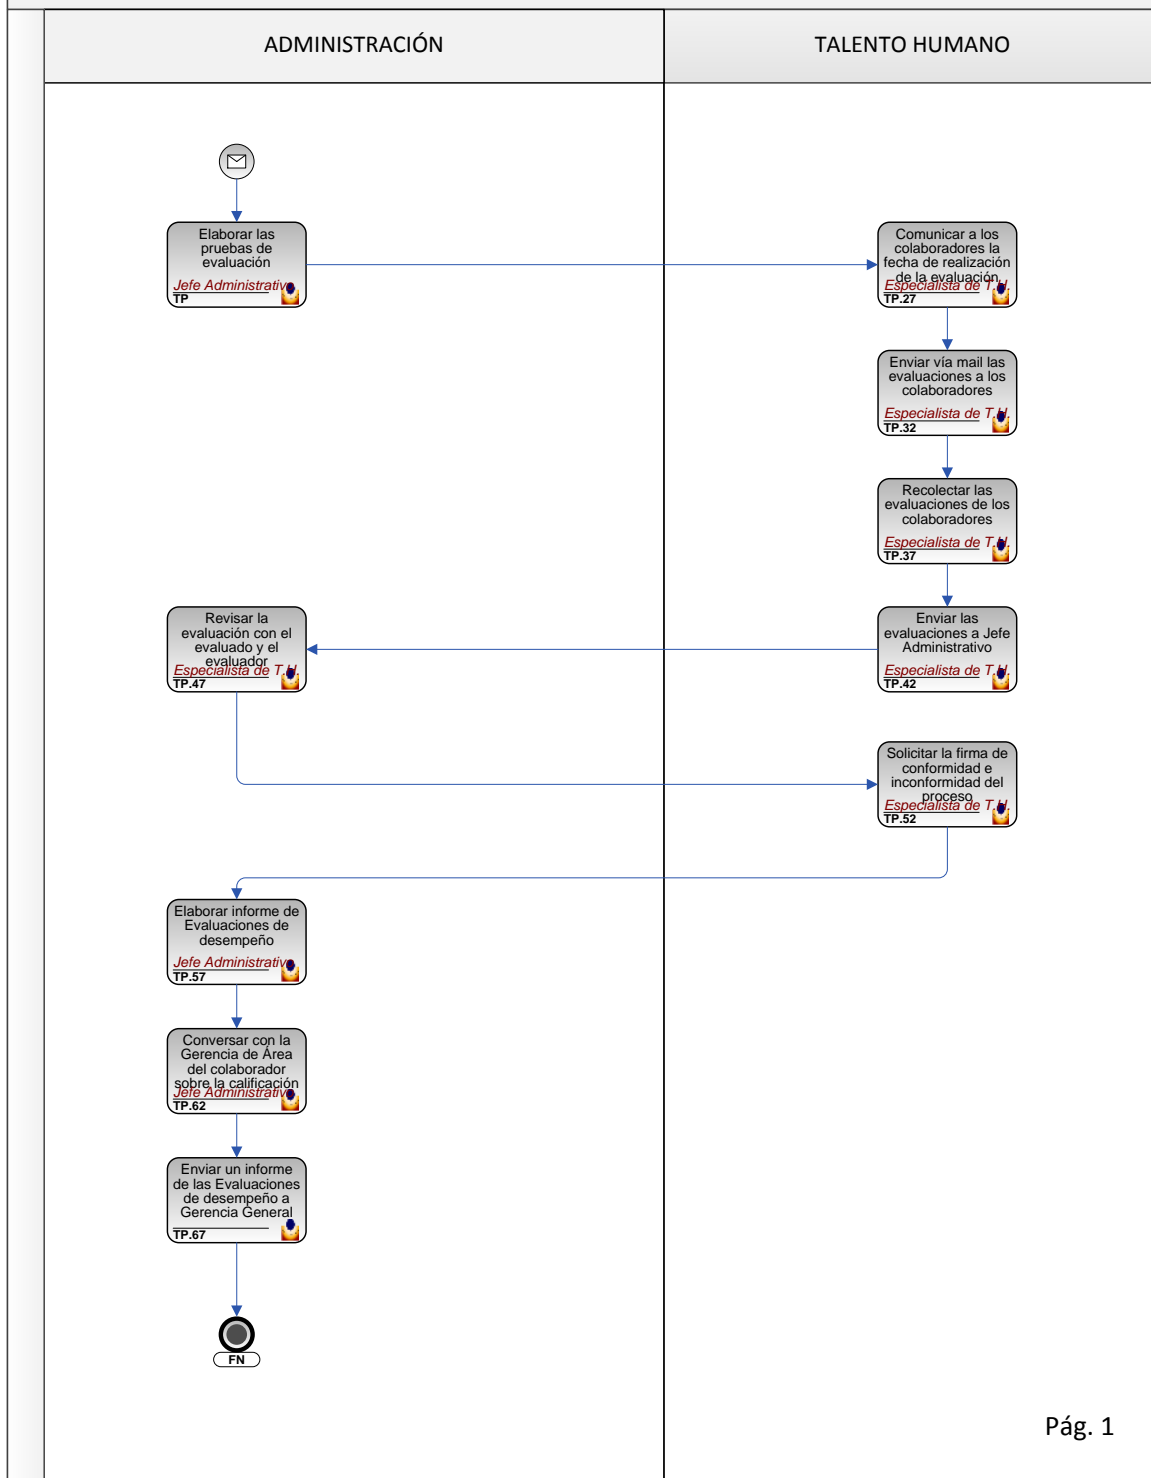 ADMINISTRACIÓN
TALENTO HUMANO
Elaborar las
pruebas de
evaluación
Jefe Administrativo
TP
Comunicar a los
colaboradores la
fecha de realización
de la evaluación
Especialista de T.H.
TP.27
Enviar vía mail las
evaluaciones a los
colaboradores
Especialista de T.H.
TP.32
Recolectar las
evaluaciones de los
colaboradores
Especialista de T.H.
TP.37
Revisar la
evaluación con el
evaluado y el
evaluador
Especialista de T.H.
TP.47
Enviar las
evaluaciones a Jefe
Administrativo
Especialista de T.H.
TP.42
Solicitar la firma de
conformidad e
inconformidad del
proceso
Especialista de T.H.
TP.52
Elaborar informe de
Evaluaciones de
desempeño
Jefe Administrativo
TP.57
Conversar con la
Gerencia de Área
del colaborador
sobre la calificación
Jefe Administrativo
TP.62
Enviar un informe
de las Evaluaciones
de desempeño a
Gerencia General
TP.67
FN
Pág. 1